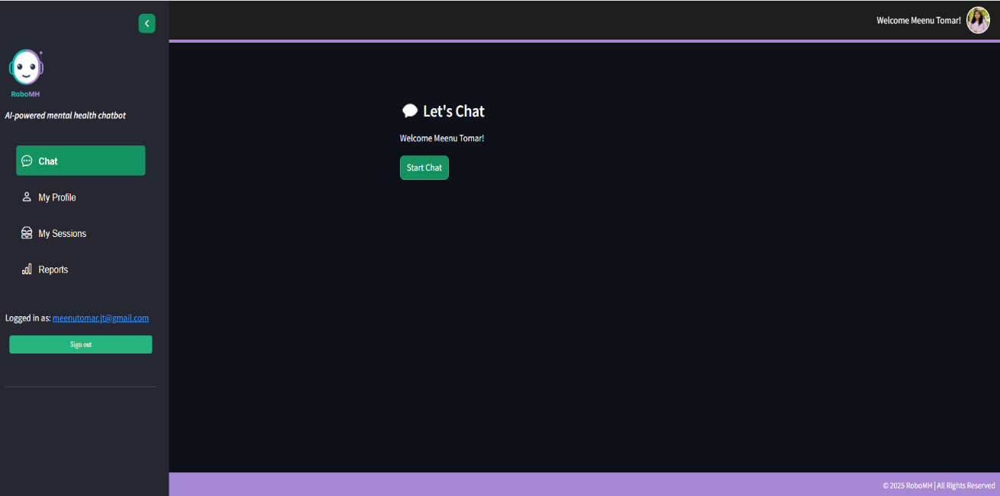 Welcome Meenu Tomar!
RoboMH
AI-powered mental health chatbot
Chat
My Profile
My Sessions
Reports
Logged in as: meenutomar.jt@gmail.com
Sign out
Let's Chat
Welcome Meenu Tomar!
Start Chat
© 2025 RoboMH | All Rights Reserved